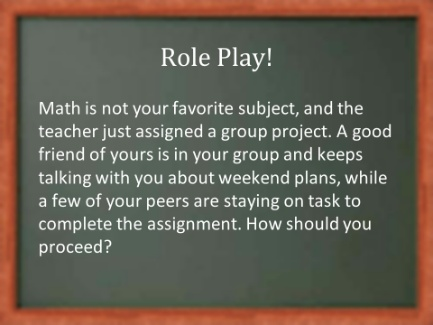 Role Play!
Math is not your favorite subject, and the
teacher just assigned a group project. A good
friend of yours is in your group and keeps
talking with you about weekend plans, while
a few of your peers are staying on task to
complete the assignment. How should you
proceed?